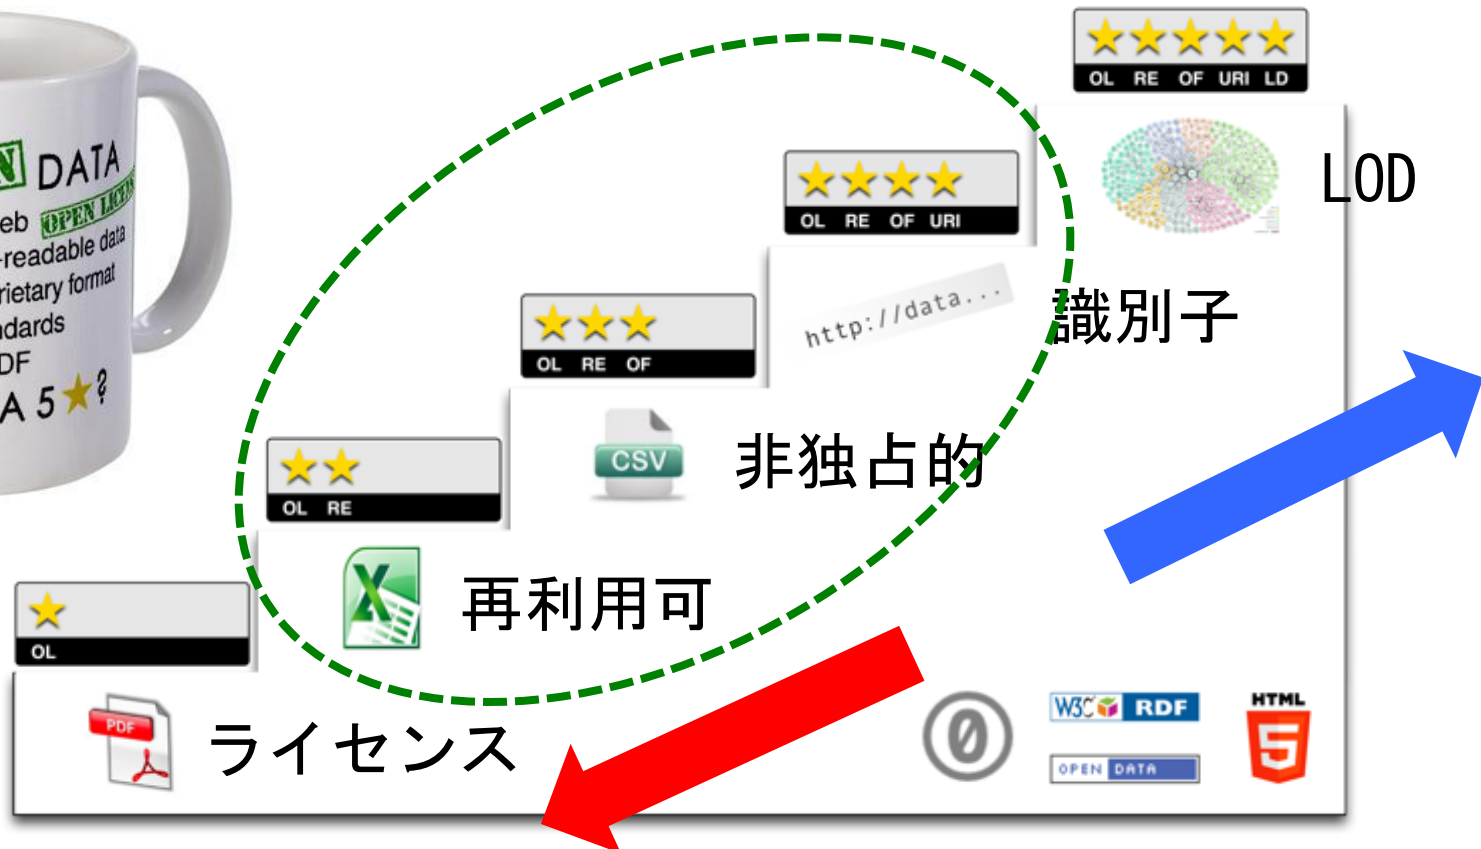 DATA
OPEN
-readable data
rietary format
ndards
DF
A 5★?
★★★★★
OL RE OF URI LD
LOD
★★★★
OL RE OF URI
http://data...
識別子
★★★
OL RE OF
CSV
非独占的
★★
OL RE
再利用可
★
OL
PDF
ライセンス
0
W3C RDF
OPEN DATA
HTML
5